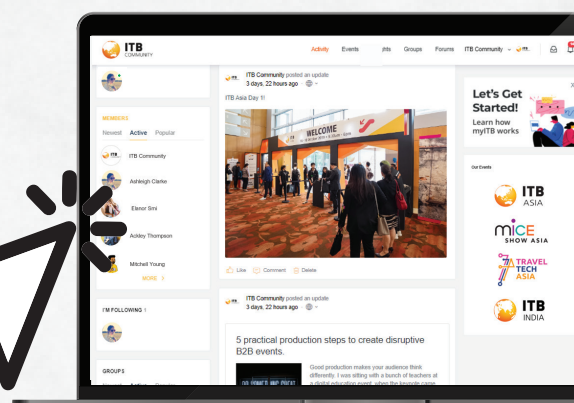 ITB
COMMUNITY
Activity
Events
hts
Groups
Forums
ITB Community
ITB Community posted an update
3 days, 22 hours ago
ITB Asia Day 1!
WELCOME
Like
Comment
Delete
MEMBERS
Newest Active Popular
ITB Community
Ashleigh Clarke
Elanor Smi
Ackley Thompson
Mitchell Young
MORE
I'M FOLLOWING 1
GROUPS
Newest Active Popular
ITB Community posted an update
3 days, 22 hours ago
5 practical production steps to create disruptive
B2B events.
Good production makes your audience think
differently. I was sitting with a bunch of teachers at
a digital education event, when the keynote came
Let's Get
Started!
Learn how
myITB works
X
Our Events
ITB
ASIA
MICE
SHOW ASIA
TRAVEL
TECH
ASIA
ITB
INDIA